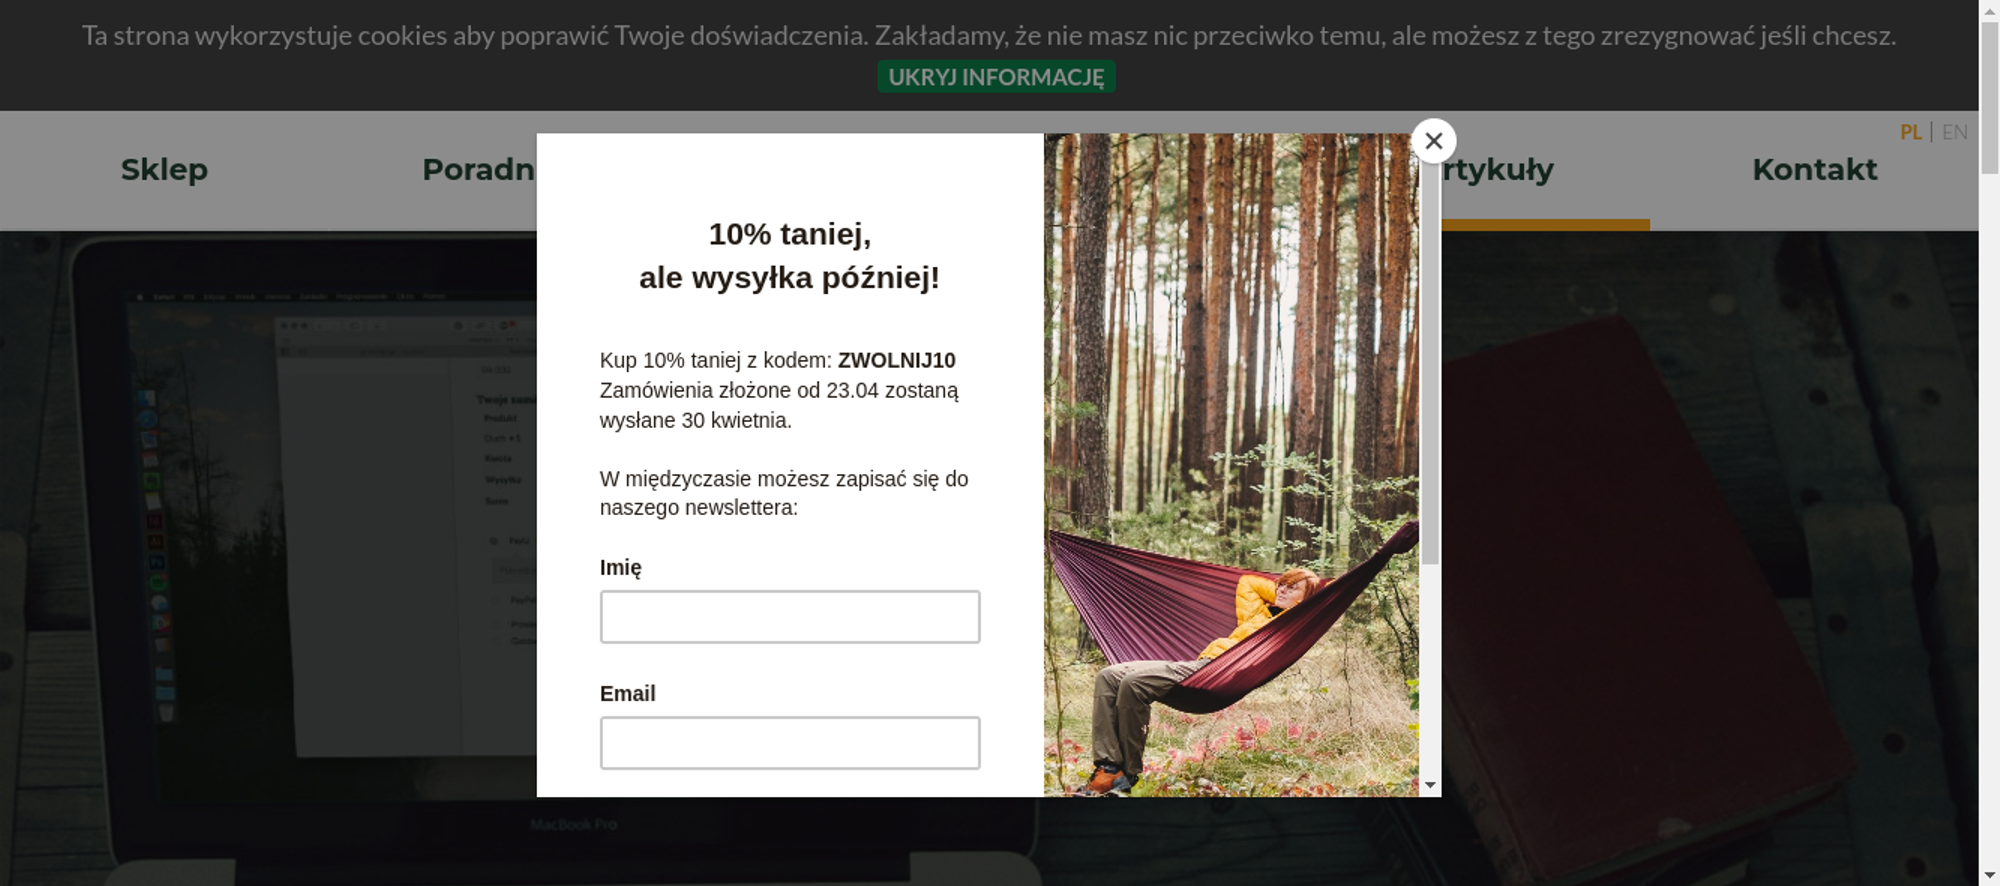 Ta strona wykorzystuje cookies aby poprawić Twoje doświadczenia. Zakładamy, że nie masz nic przeciwko temu, ale możesz z tego zrezygnować jeśli chcesz.
UKRYJ INFORMACJĘ
PL | EN
Sklep
Poradn
rtykuły
Kontakt
10% taniej,
ale wysyłka później!
Kup 10% taniej z kodem: ZWOLNIJ10
Zamówienia złożone od 23.04 zostaną
wysłane 30 kwietnia.
W międzyczasie możesz zapisać się do
naszego newslettera:
Imię
Email
Produkt
Wysyłka
MacBook Pro